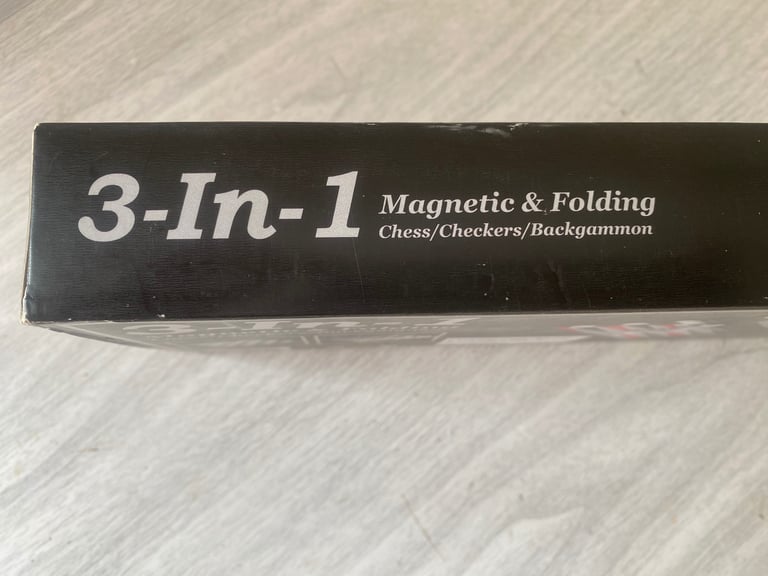 3-In-1
Magnetic & Folding
Chess/Checkers/Backgammon